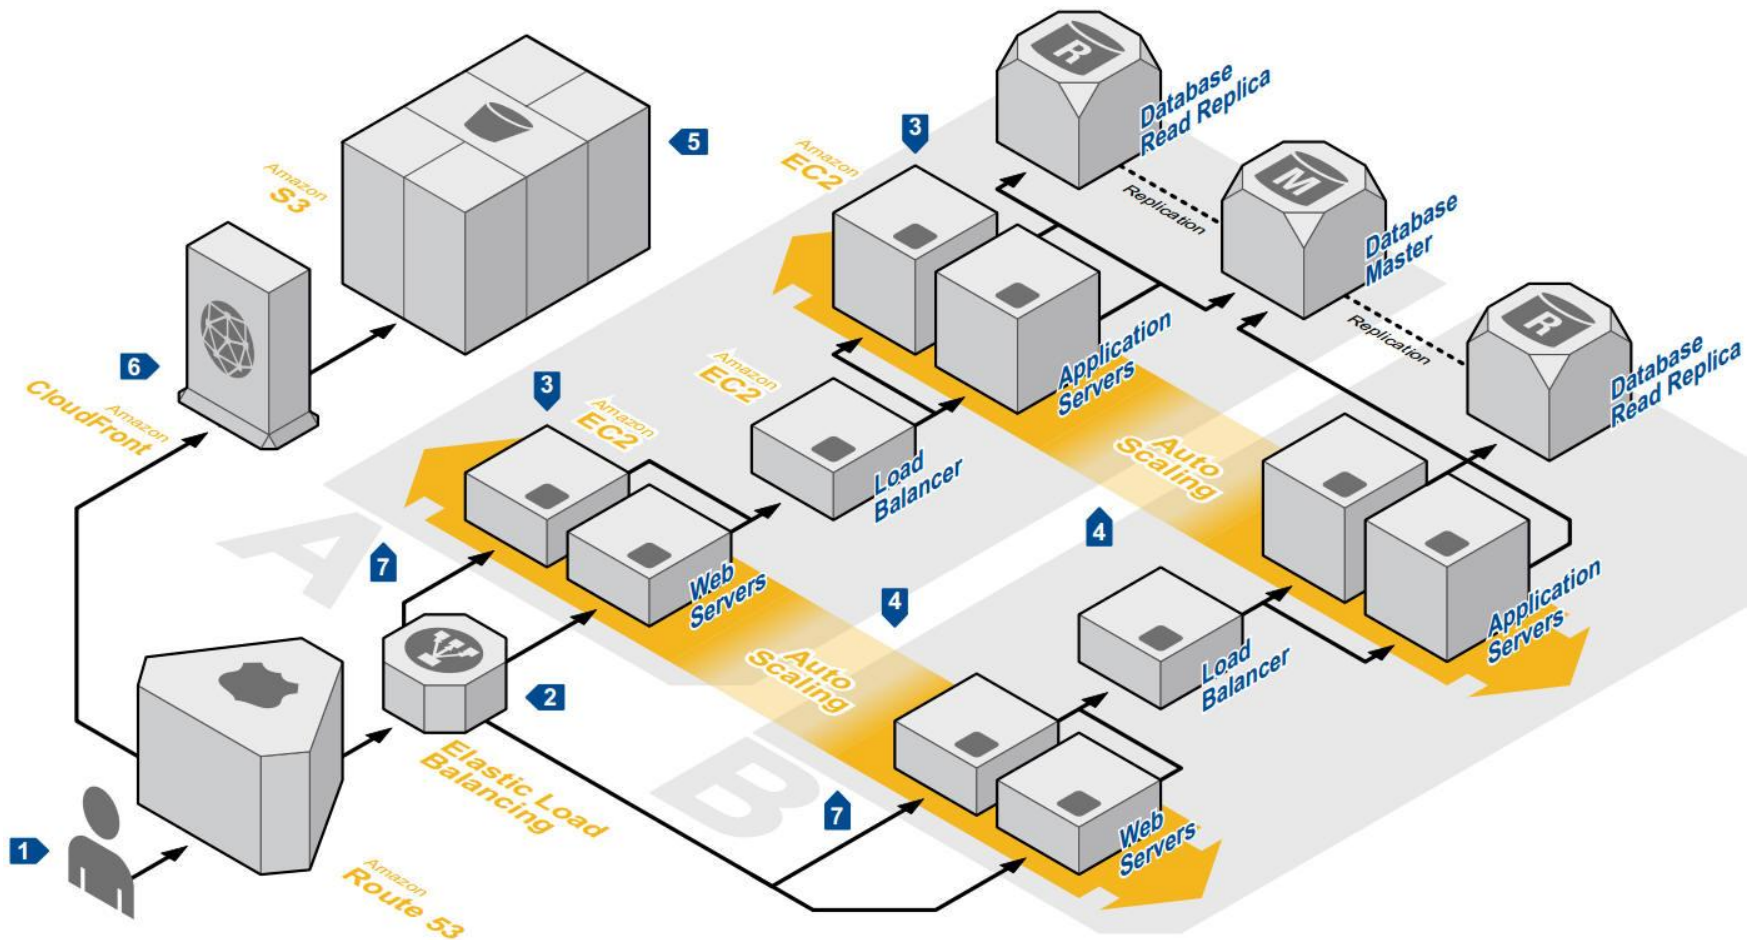 R
Database
Read Replica
3
Amazon
EC2
5
Amazon
S3
Replication
M
Database
Master
Replication
R
Database
Read Replica
6
Amazon
CloudFront
3
Amazon
EC2
Amazon
EC2
Application
Servers
Load
Balancer
Auto
Scaling
4
7
A
Web
Servers
4
Application
Servers
Load
Balancer
Auto
Scaling
2
Elastic Load
Balancing
B
7
Web
Servers
1
Amazon
Route 53